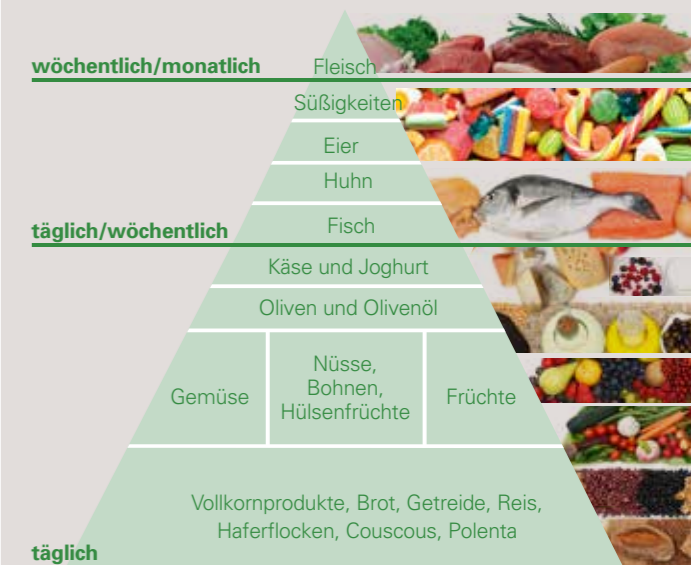 wöchentlich/monatlich
Fleisch
Süßigkeiten
Eier
Huhn
täglich/wöchentlich
Fisch
Käse und Joghurt
Oliven und Olivenöl
Gemüse
Nüsse,
Bohnen,
Hülsenfrüchte
Früchte
Vollkornprodukte, Brot, Getreide, Reis,
Haferflocken, Couscous, Polenta
täglich